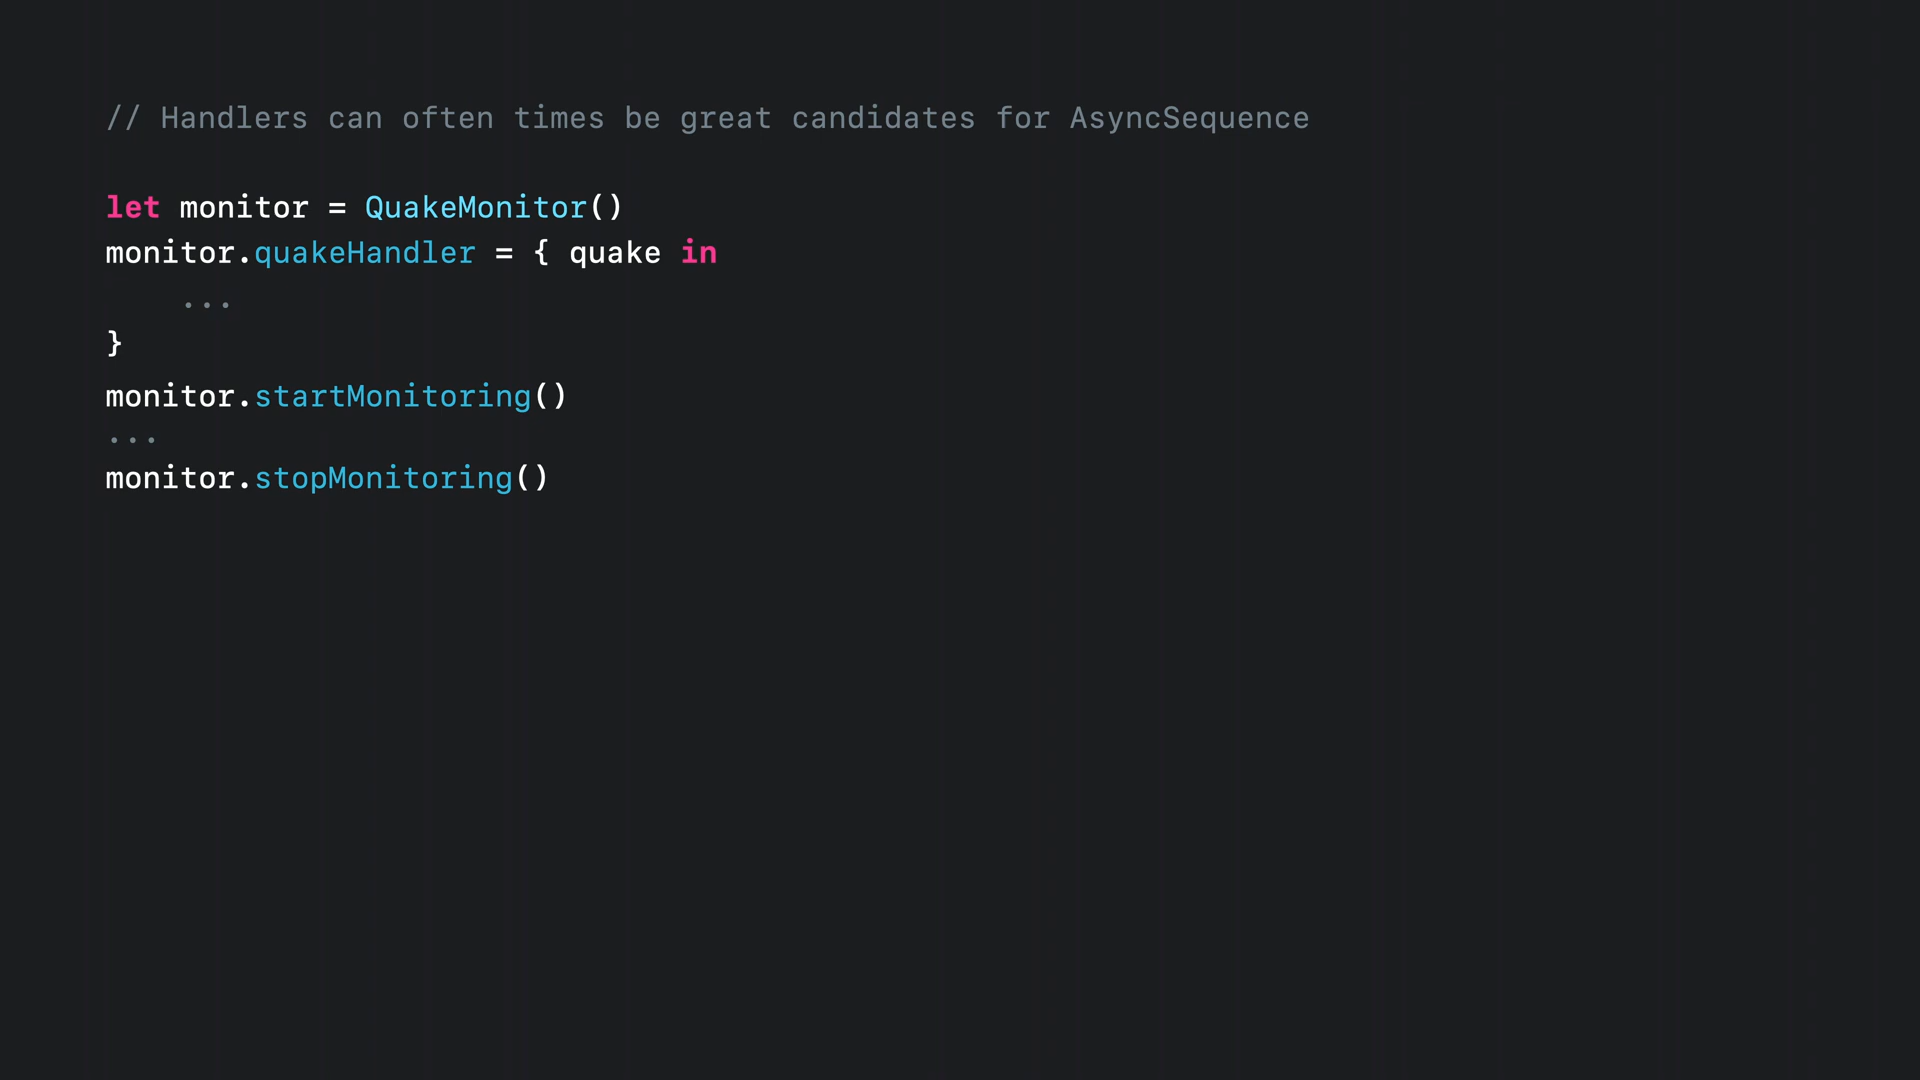 // Handlers can often times be great candidates for AsyncSequence
let monitor = QuakeMonitor()
monitor.quakeHandler = { quake in
    ...
}
monitor.startMonitoring()
...
monitor.stopMonitoring()